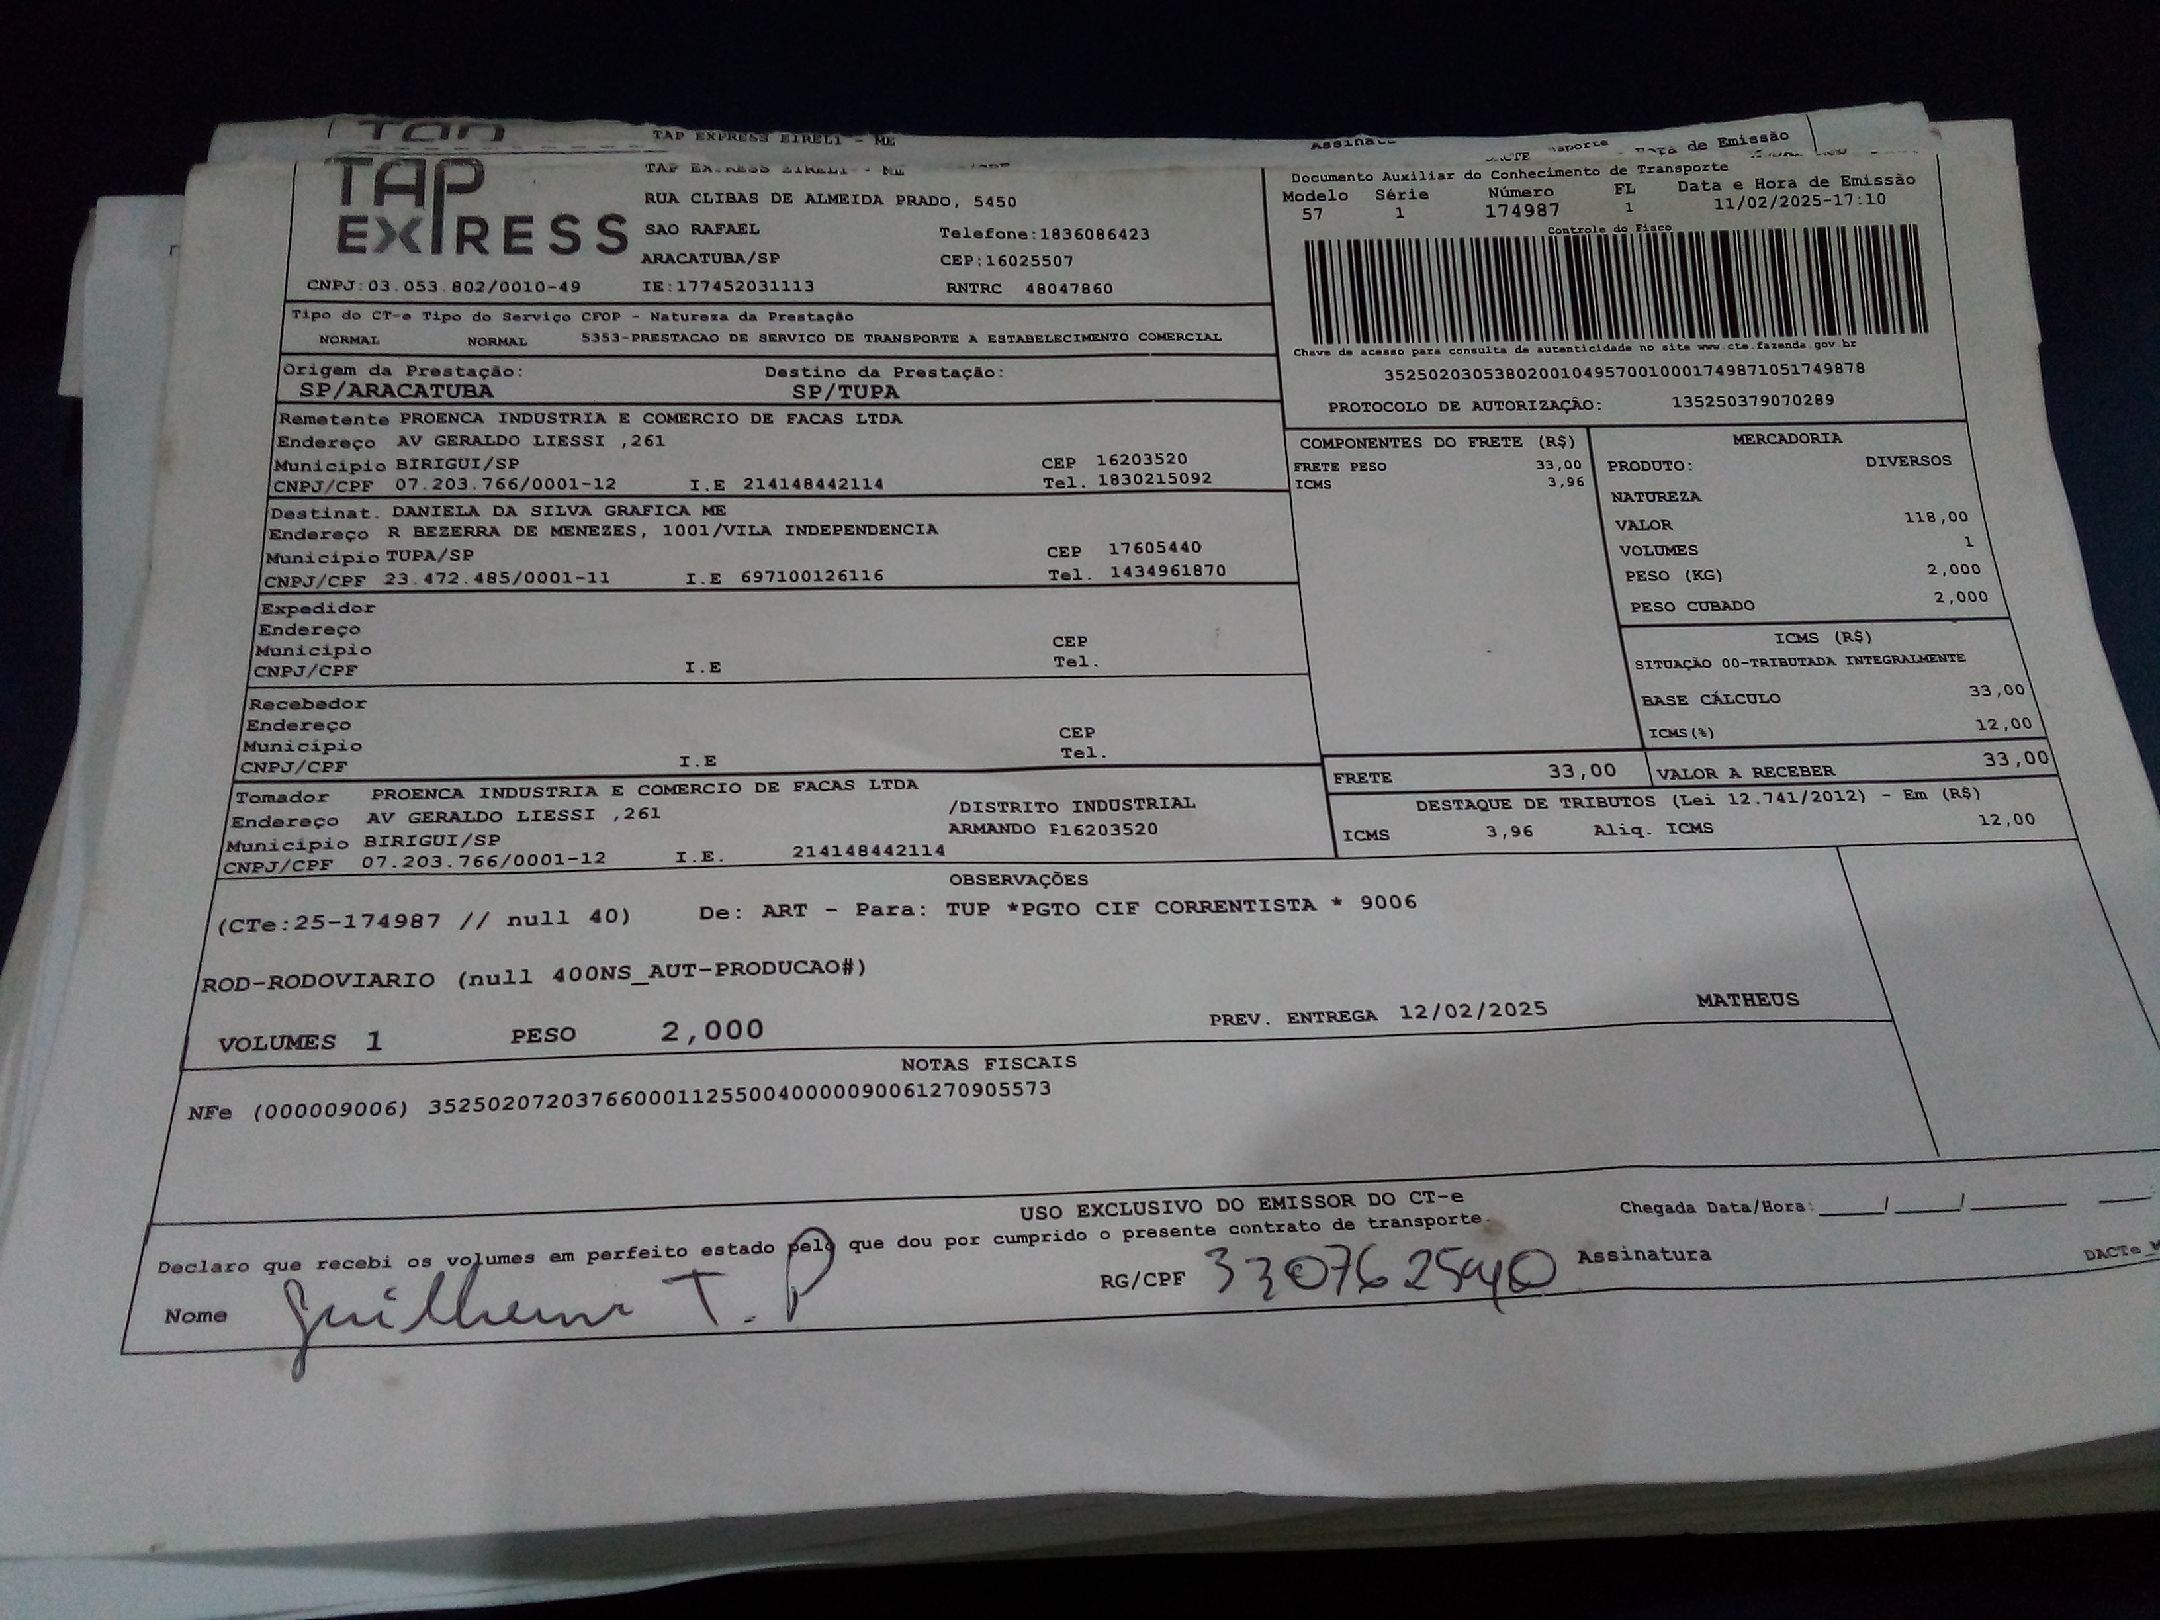 TAP EXPRESS EIRELI - ME
de Emissão
TAP EXPRESS
RUA CLIBAS DE ALMEIDA PRADO, 5450
SAO RAFAEL Telefone:1836086423
ARACATUBA/SP CEP:16025507
CNPJ:03.053.802/0010-49 IE:177452031113 RNTRC 48047860
Documento Auxiliar do Conhecimento de Transporte
Modelo Série Número FL Data e Hora de Emissão
57 1 174987 1 11/02/2025-17:10
Controle do Fisco
Chave de acesso para consulta de autenticidade no site www.cte.fazenda.gov.br
35250203053802001049570010001749871051749878
PROTOCOLO DE AUTORIZAÇÃO: 135250379070289
Tipo do CT-e Tipo do Serviço CFOP - Natureza da Prestação
NORMAL NORMAL 5353-PRESTACAO DE SERVICO DE TRANSPORTE A ESTABELECIMENTO COMERCIAL
Origem da Prestação: Destino da Prestação:
SP/ARACATUBA SP/TUPA
Remetente PROENCA INDUSTRIA E COMERCIO DE FACAS LTDA
Endereço AV GERALDO LIESSI ,261
Município BIRIGUI/SP CEP 16203520
CNPJ/CPF 07.203.766/0001-12 I.E 214148442114 Tel. 1830215092
Destinat. DANIELA DA SILVA GRAFICA ME
Endereço R BEZERRA DE MENEZES, 1001/VILA INDEPENDENCIA
Município TUPA/SP CEP 17605440
CNPJ/CPF 23.472.485/0001-11 I.E 697100126116 Tel. 1434961870
Expedidor
Endereço
Município CEP
CNPJ/CPF I.E Tel.
Recebedor
Endereço
Município CEP
CNPJ/CPF I.E Tel.
Tomador PROENCA INDUSTRIA E COMERCIO DE FACAS LTDA
Endereço AV GERALDO LIESSI ,261 /DISTRITO INDUSTRIAL
Município BIRIGUI/SP ARMANDO F16203520
CNPJ/CPF 07.203.766/0001-12 I.E. 214148442114
COMPONENTES DO FRETE (R$)
FRETE PESO 33,00
ICMS 3,96
MERCADORIA
PRODUTO: DIVERSOS
NATUREZA
VALOR 118,00
VOLUMES 1
PESO (KG) 2,000
PESO CUBADO 2,000
ICMS (R$)
SITUAÇÃO 00-TRIBUTADA INTEGRALMENTE
BASE CÁLCULO 33,00
ICMS(%) 12,00
FRETE 33,00 VALOR A RECEBER 33,00
DESTAQUE DE TRIBUTOS (Lei 12.741/2012) - Em (R$)
ICMS 3,96 Aliq. ICMS 12,00
OBSERVAÇÕES
(CTe:25-174987 // null 40) De: ART - Para: TUP *PGTO CIF CORRENTISTA * 9006
ROD-RODOVIARIO (null 400NS_AUT-PRODUCAO#)
VOLUMES 1 PESO 2,000 PREV. ENTREGA 12/02/2025 MATHEUS
NOTAS FISCAIS
NFe (000009006) 35250207203766000112550040000090061270905573
USO EXCLUSIVO DO EMISSOR DO CT-e
Declaro que recebi os volumes em perfeito estado pelo que dou por cumprido o presente contrato de transporte. Chegada Data/Hora:_____/_____/_______ ____
Nome Guilherme T. P RG/CPF 3307625940 Assinatura DACTe_